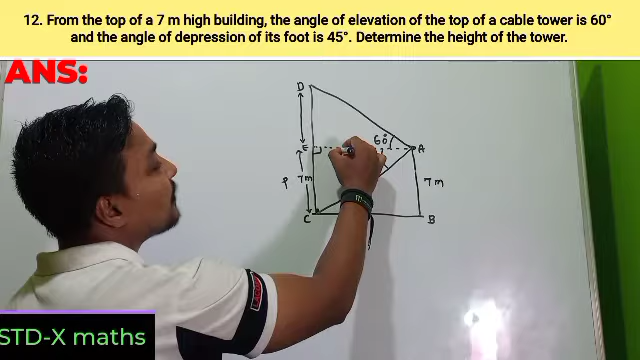 12. From the top of a 7 m high building, the angle of elevation of the top of a cable tower is 60°
and the angle of depression of its foot is 45°. Determine the height of the tower.
ANS:
D
60°
E
A
7m
7m
C
B
STD-X maths